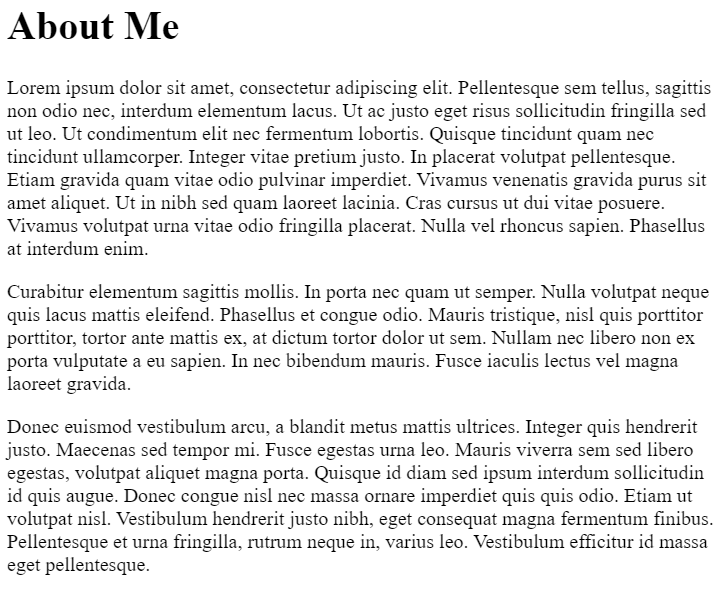 About Me
Lorem ipsum dolor sit amet, consectetur adipiscing elit. Pellentesque sem tellus, sagittis
non odio nec, interdum elementum lacus. Ut ac justo eget risus sollicitudin fringilla sed
ut leo. Ut condimentum elit nec fermentum lobortis. Quisque tincidunt quam nec
tincidunt ullamcorper. Integer vitae pretium justo. In placerat volutpat pellentesque.
Etiam gravida quam vitae odio pulvinar imperdiet. Vivamus venenatis gravida purus sit
amet aliquet. Ut in nibh sed quam laoreet lacinia. Cras cursus ut dui vitae posuere.
Vivamus volutpat urna vitae odio fringilla placerat. Nulla vel rhoncus sapien. Phasellus
at interdum enim.
Curabitur elementum sagittis mollis. In porta nec quam ut semper. Nulla volutpat neque
quis lacus mattis eleifend. Phasellus et congue odio. Mauris tristique, nisl quis porttitor
porttitor, tortor ante mattis ex, at dictum tortor dolor ut sem. Nullam nec libero non ex
porta vulputate a eu sapien. In nec bibendum mauris. Fusce iaculis lectus vel magna
laoreet gravida.
Donec euismod vestibulum arcu, a blandit metus mattis ultrices. Integer quis hendrerit
justo. Maecenas sed tempor mi. Fusce egestas urna leo. Mauris viverra sem sed libero
egestas, volutpat aliquet magna porta. Quisque id diam sed ipsum interdum sollicitudin
id quis augue. Donec congue nisl nec massa ornare imperdiet quis quis odio. Etiam ut
volutpat nisl. Vestibulum hendrerit justo nibh, eget consequat magna fermentum finibus.
Pellentesque et urna fringilla, rutrum neque in, varius leo. Vestibulum efficitur id massa
eget pellentesque.